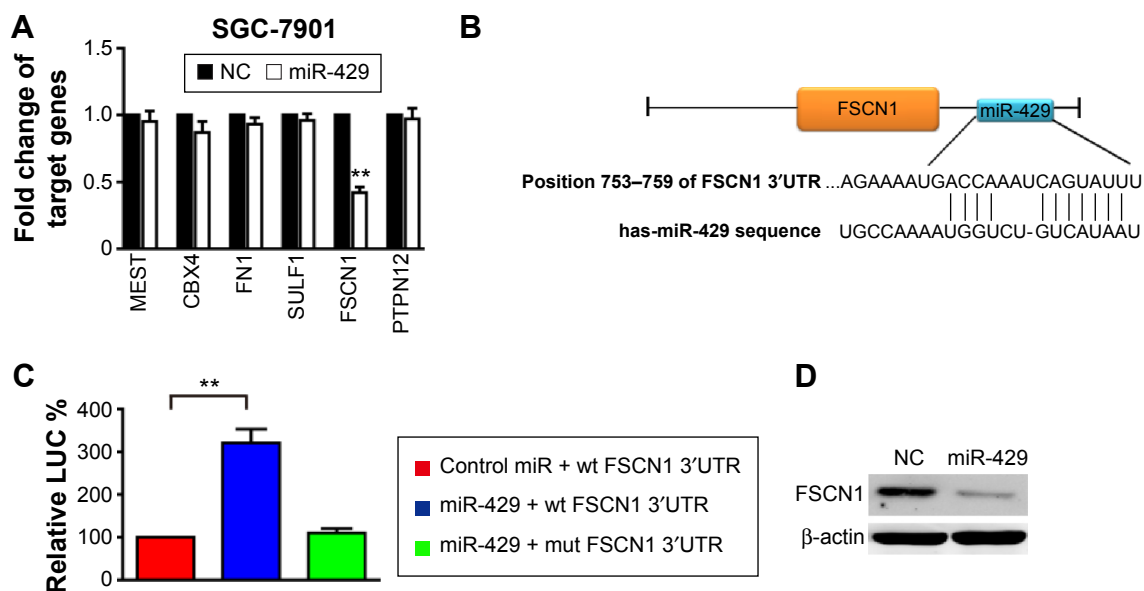 A
SGC-7901
Fold change of
target genes
1.5
1.0
0.5
0
NC
miR-429
**
MEST
CBX4
FN1
SULF1
FSCN1
PTPN12
B
FSCN1
miR-429
Position 753–759 of FSCN1 3′UTR ...AGAAAAUGACCAAAUCAGUAUUU
has-miR-429 sequence UGCCAAAAUGGUCU-GUCAUAAU
C
Relative LUC %
400
300
200
100
0
**
Control miR + wt FSCN1 3′UTR
miR-429 + wt FSCN1 3′UTR
miR-429 + mut FSCN1 3′UTR
D
NC miR-429
FSCN1
β-actin